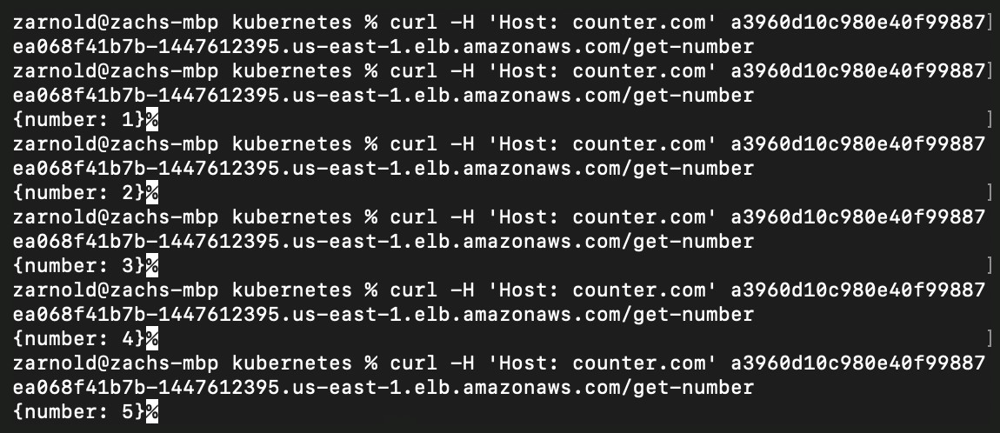 zarnold@zachs-mbp kubernetes % curl -H 'Host: counter.com' a3960d10c980e40f99887]
ea068f41b7b-1447612395.us-east-1.elb.amazonaws.com/get-number
zarnold@zachs-mbp kubernetes % curl -H 'Host: counter.com' a3960d10c980e40f99887]
ea068f41b7b-1447612395.us-east-1.elb.amazonaws.com/get-number
{number: 1}% ]
zarnold@zachs-mbp kubernetes % curl -H 'Host: counter.com' a3960d10c980e40f99887
ea068f41b7b-1447612395.us-east-1.elb.amazonaws.com/get-number
{number: 2}% ]
zarnold@zachs-mbp kubernetes % curl -H 'Host: counter.com' a3960d10c980e40f99887
ea068f41b7b-1447612395.us-east-1.elb.amazonaws.com/get-number
{number: 3}% ]
zarnold@zachs-mbp kubernetes % curl -H 'Host: counter.com' a3960d10c980e40f99887
ea068f41b7b-1447612395.us-east-1.elb.amazonaws.com/get-number
{number: 4}% ]
zarnold@zachs-mbp kubernetes % curl -H 'Host: counter.com' a3960d10c980e40f99887
ea068f41b7b-1447612395.us-east-1.elb.amazonaws.com/get-number
{number: 5}%